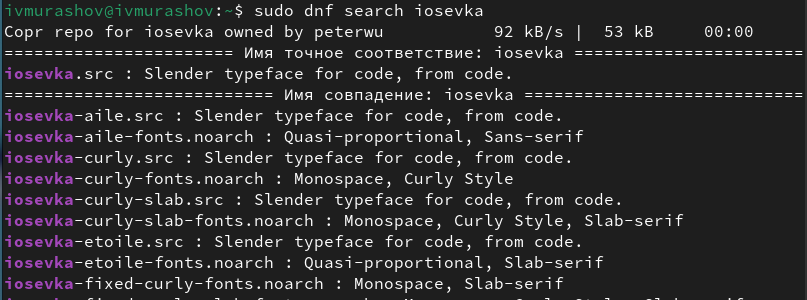 ivmurashov@ivmurashov:~$ sudo dnf search iosevka
Copr repo for iosevka owned by peterwu 92 kB/s | 53 kB 00:00
======================= Имя точное соответствие: iosevka =======================
iosevka.src : Slender typeface for code, from code.
=========================== Имя совпадение: iosevka ============================
iosevka-aile.src : Slender typeface for code, from code.
iosevka-aile-fonts.noarch : Quasi-proportional, Sans-serif
iosevka-curly.src : Slender typeface for code, from code.
iosevka-curly-fonts.noarch : Monospace, Curly Style
iosevka-curly-slab.src : Slender typeface for code, from code.
iosevka-curly-slab-fonts.noarch : Monospace, Curly Style, Slab-serif
iosevka-etoile.src : Slender typeface for code, from code.
iosevka-etoile-fonts.noarch : Quasi-proportional, Slab-serif
iosevka-fixed-curly-fonts.noarch : Monospace, Slab-serif